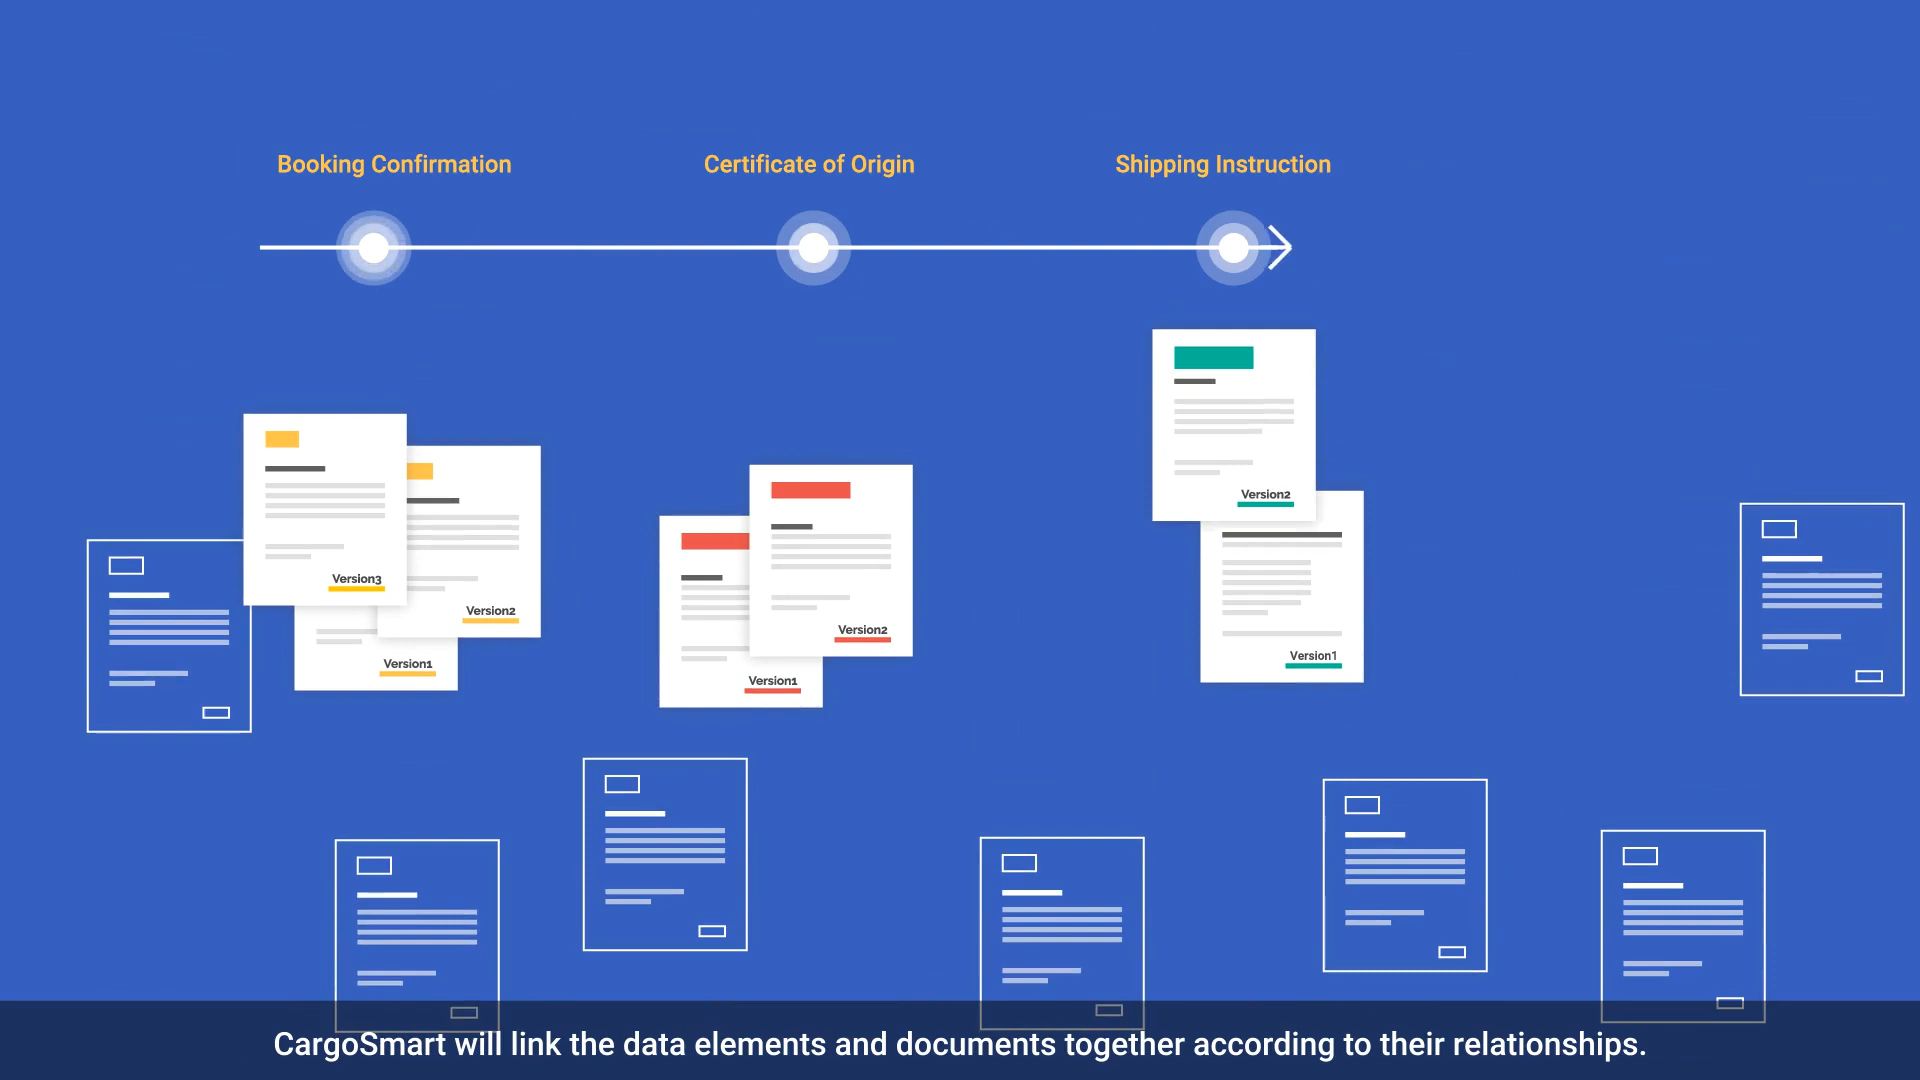 Booking Confirmation
Certificate of Origin
Shipping Instruction
Version3
Version2
Version1
Version2
Version1
Version2
Version1
CargoSmart will link the data elements and documents together according to their relationships.